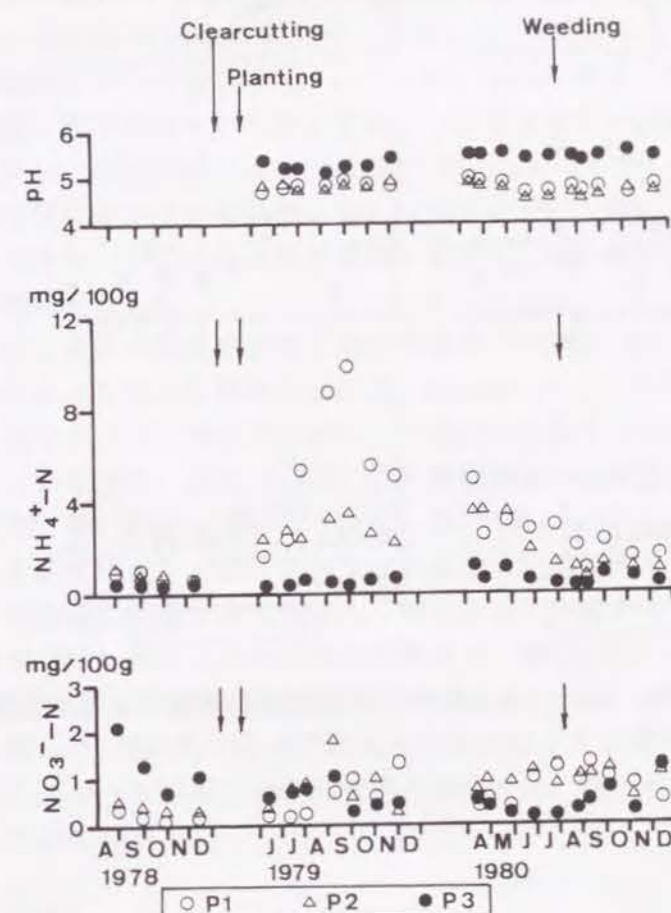 Clearcutting
Weeding
Planting
6
pH
5
4
mg/100g
12
8
NH4+-N
4
0
mg/100g
3
2
NO3--N
1
0
A S O N D J J A S O N D A M J J A S O N D
1978 1979 1980
○ P1 △ P2 ● P3